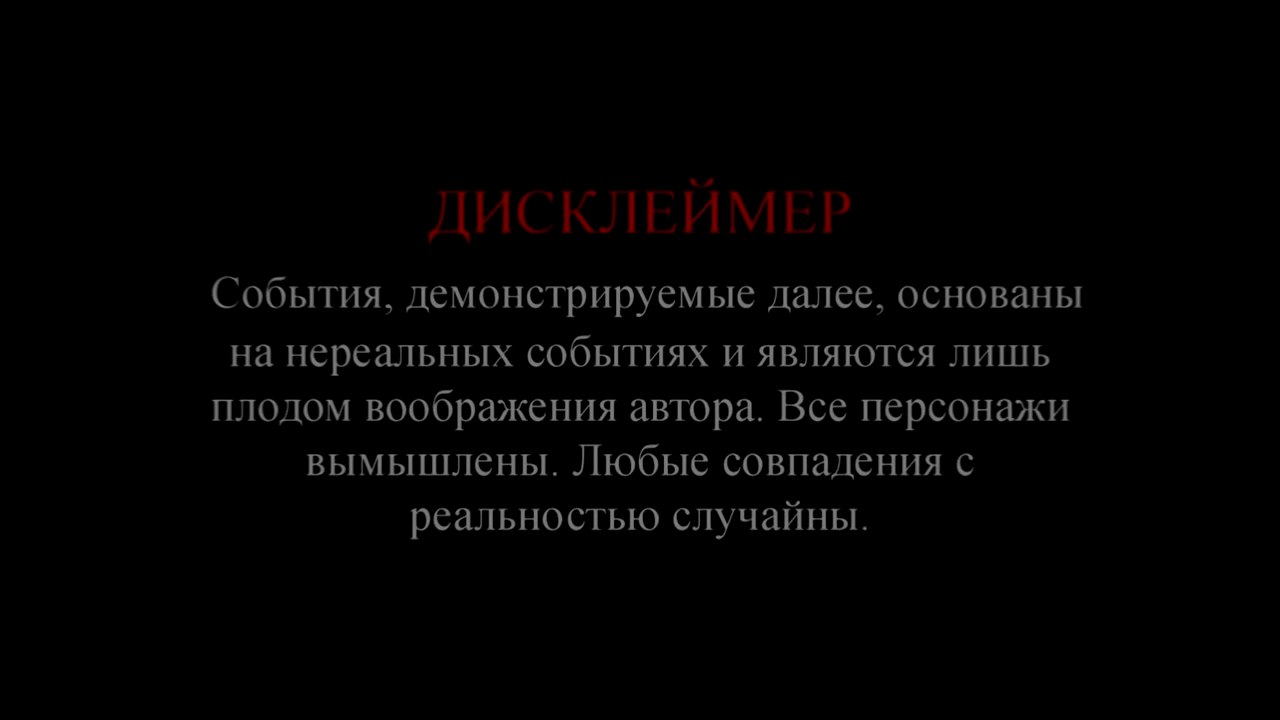 ДИСКЛЕЙМЕР
События, демонстрируемые далее, основаны
на нереальных событиях и являются лишь
плодом воображения автора. Все персонажи
вымышлены. Любые совпадения с
реальностью случайны.